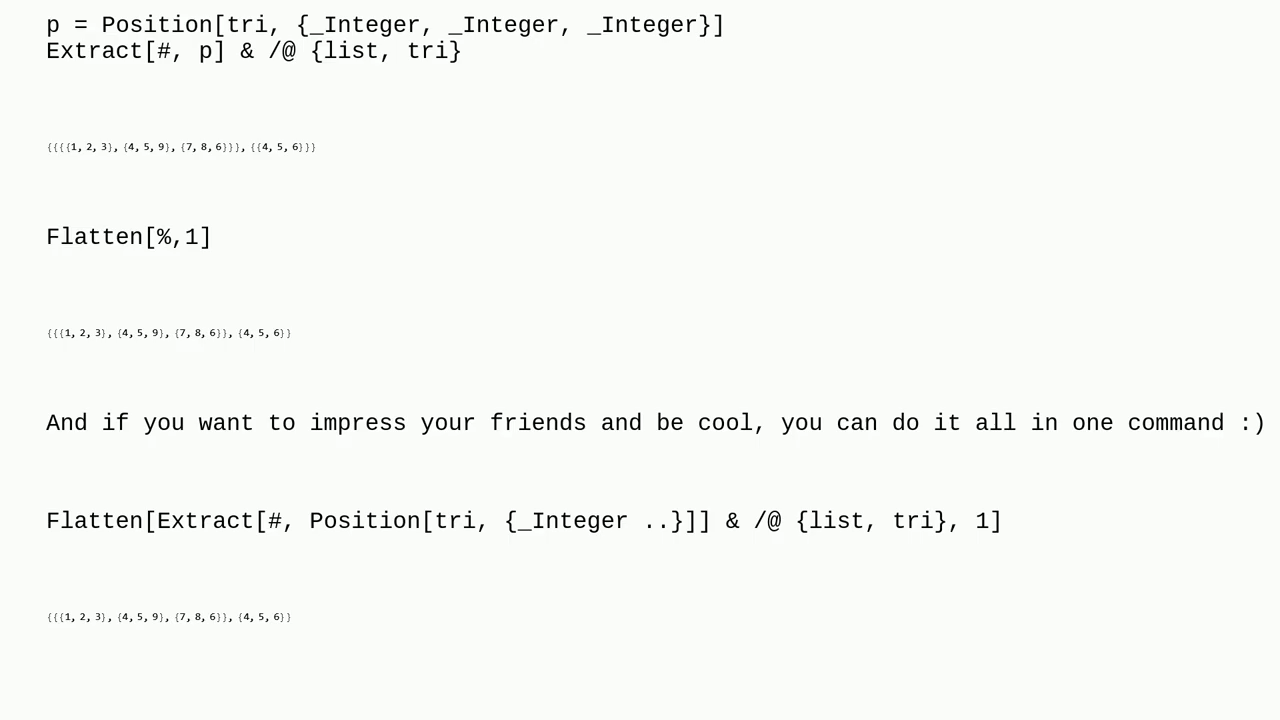 p = Position[tri, {_Integer, _Integer, _Integer}]
Extract[#, p] & /@ {list, tri}
{{{{1, 2, 3}, {4, 5, 9}, {7, 8, 6}}}, {{4, 5, 6}}}
Flatten[%,1]
{{{1, 2, 3}, {4, 5, 9}, {7, 8, 6}}, {4, 5, 6}}
And if you want to impress your friends and be cool, you can do it all in one command :)
Flatten[Extract[#, Position[tri, {_Integer ..}]] & /@ {list, tri}, 1]
{{{1, 2, 3}, {4, 5, 9}, {7, 8, 6}}, {4, 5, 6}}